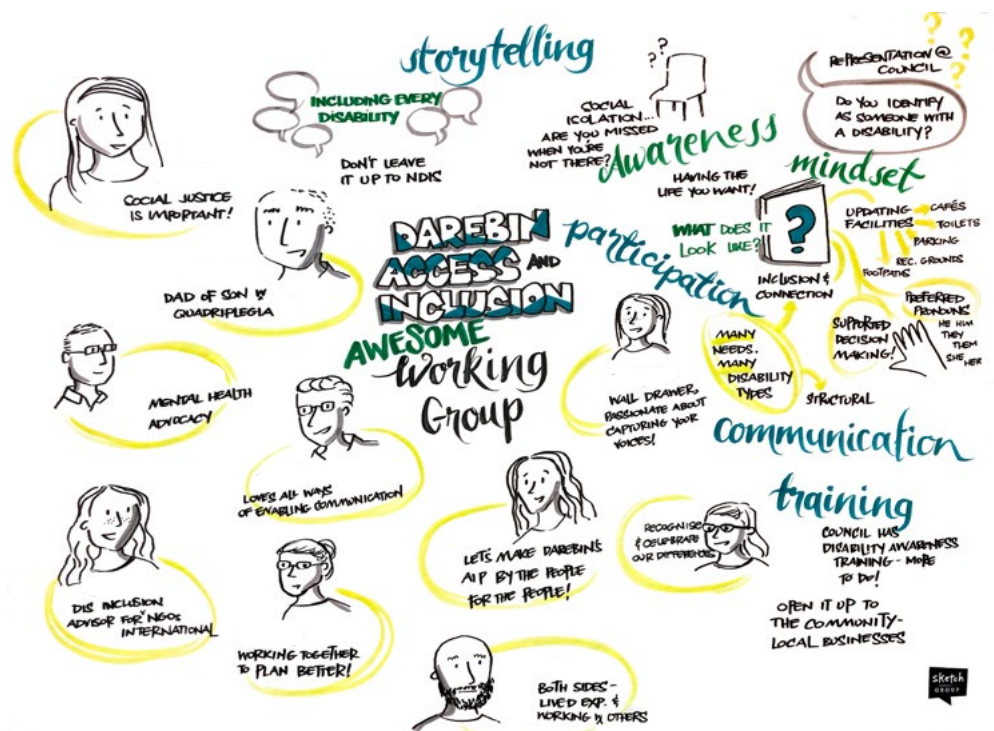 storytelling
INCLUDING EVERY
DISABILITY
DON'T LEAVE
IT UP TO NDIS
SOCIAL JUSTICE
IS IMPORTANT!
DAD OF SON W
QUADRIPLEGIA
MENTAL HEALTH
ADVOCACY
DAREBIN
ACCESS AND
INCLUSION
AWESOME
Working
Group
LOVES ALL WAYS
OF ENABLING COMMUNICATION
DIS INCLUSION
ADVISOR FOR NGOs
INTERNATIONAL
WORKING TOGETHER
TO PLAN BETTER!
LETS MAKE DAREBIN'S
AIP BY THE PEOPLE
FOR THE PEOPLE!
BOTH SIDES-
LIVED EXP. &
WORKING W OTHERS
RECOGNISE
& CELEBRATE
OUR DIFFERENCES
WALL DRAWER,
PASSIONATE ABOUT
CAPTURING YOUR
VOICES!
? ?
?
SOCIAL
ICOLATION...
ARE YOU MISSED
WHEN YOU'RE
NOT THERE?
Awareness
HAVING THE
LIFE YOU WANT!
WHAT DOES IT
LOOK LIKE?
?
participation
INCLUSION &
CONNECTION
MANY
NEEDS.
MANY
DISABILITY
TYPES
STRUCTURAL
? ? ?
REPRESENTATION @
COUNCIL
DO YOU IDENTIFY
AS SOMEONE WITH
A DISABILITY?
mindset
UPDATING
FACILITIES
CAFÉS
TOILETS
PARKING
REC. GROUNDS
FOOTPATHS
SUPPORTED
DECISION
MAKING!
PREFERRED
PRONOUNS
HE HIM
THEY
THEM
SHE
HER
communication
training
COUNCIL HAS
DISABILITY AWARENESS
TRAINING - MORE
TO DO!
OPEN IT UP TO
THE COMMUNITY-
LOCAL BUSINESSES
sketch
GROUP